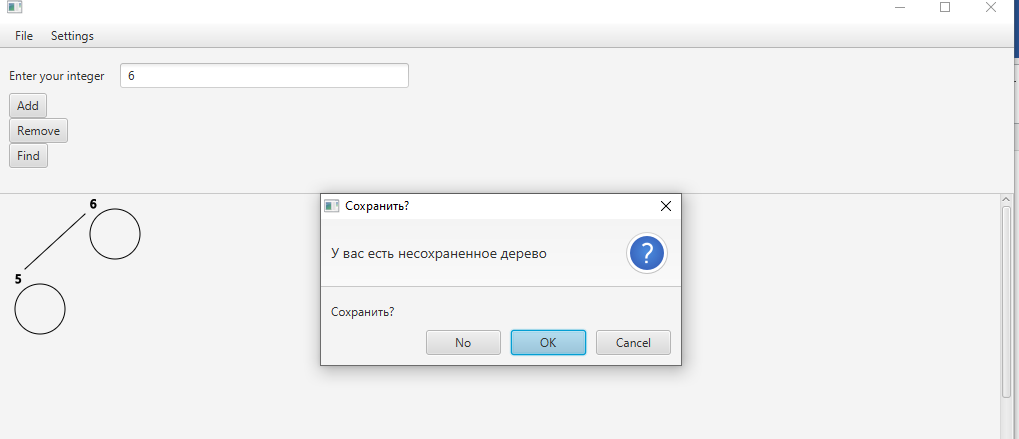 File Settings
Enter your integer 6
Add
Remove
Find
6
5
Сохранить?
У вас есть несохраненное дерево
?
Сохранить?
No OK Cancel